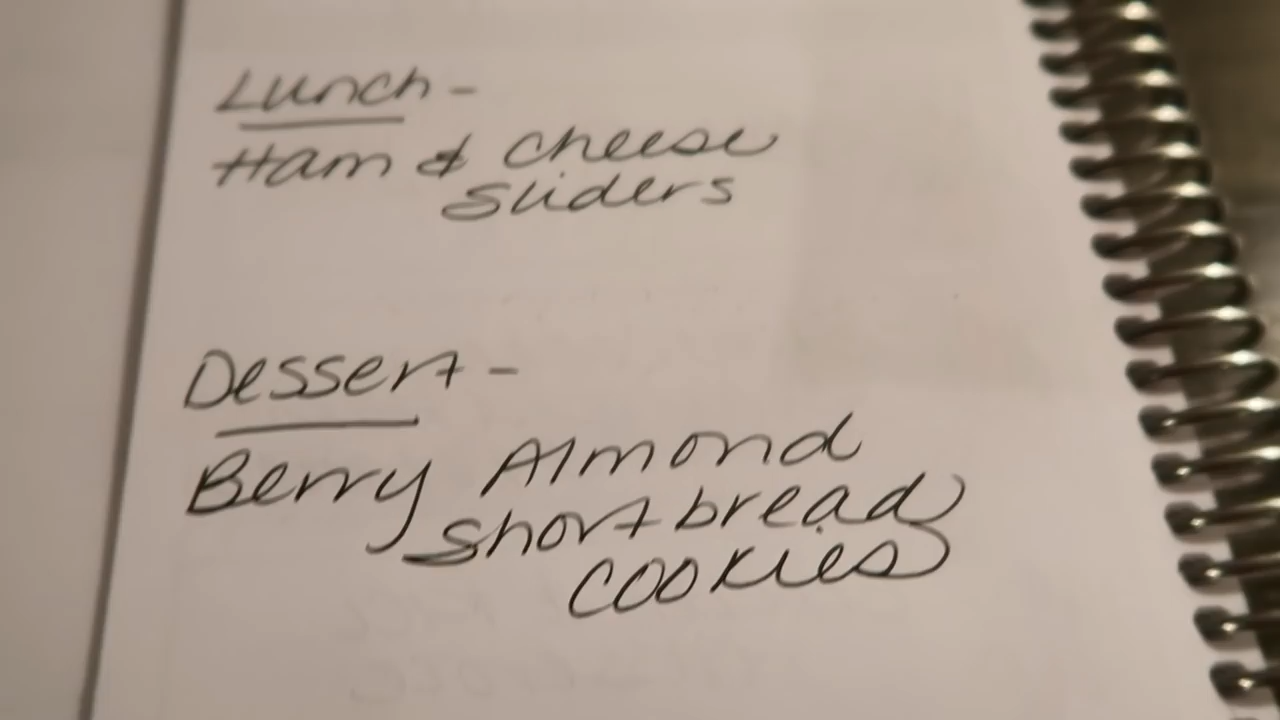 Lunch -
Ham & Cheese
Sliders
Dessert -
Berry Almond
Shortbread
Cookies